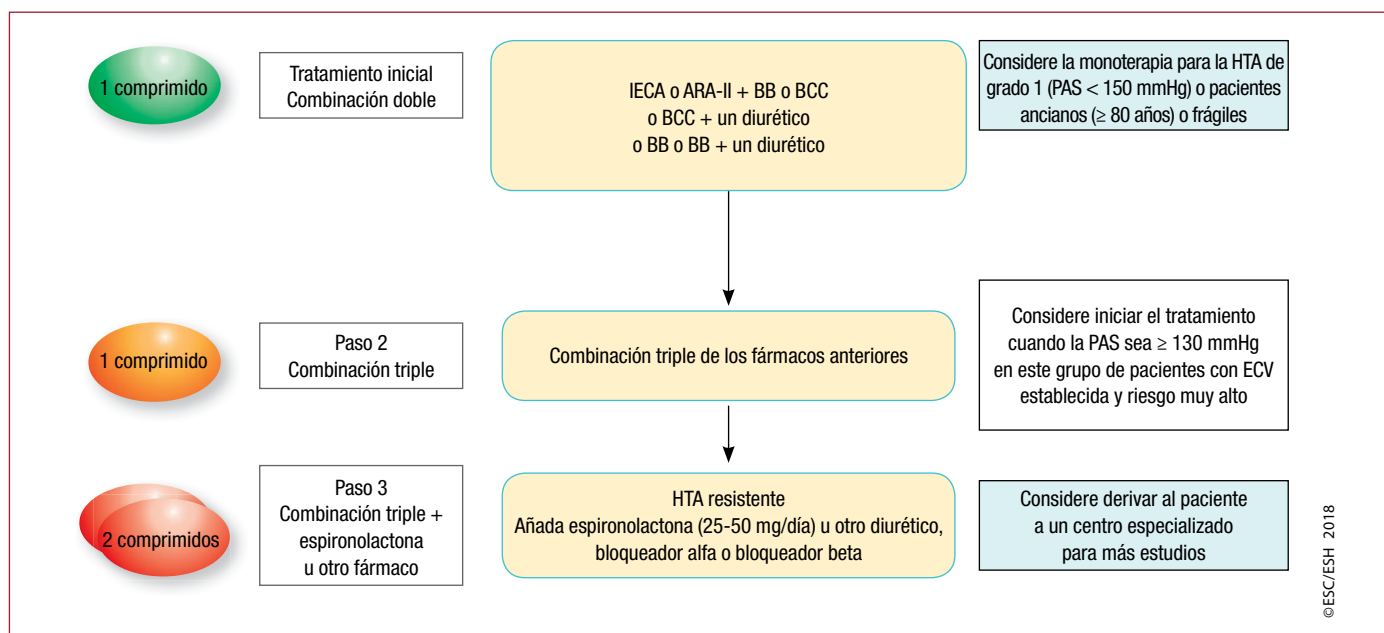 1 comprimido
Tratamiento inicial
Combinación doble
IECA o ARA-II + BB o BCC
o BCC + un diurético
o BB o BB + un diurético
Considere la monoterapia para la HTA de
grado 1 (PAS < 150 mmHg) o pacientes
ancianos (≥ 80 años) o frágiles
1 comprimido
Paso 2
Combinación triple
Combinación triple de los fármacos anteriores
Considere iniciar el tratamiento
cuando la PAS sea ≥ 130 mmHg
en este grupo de pacientes con ECV
establecida y riesgo muy alto
2 comprimidos
Paso 3
Combinación triple +
espironolactona
u otro fármaco
HTA resistente
Añada espironolactona (25-50 mg/día) u otro diurético,
bloqueador alfa o bloqueador beta
Considere derivar al paciente
a un centro especializado
para más estudios
©ESC/ESH 2018